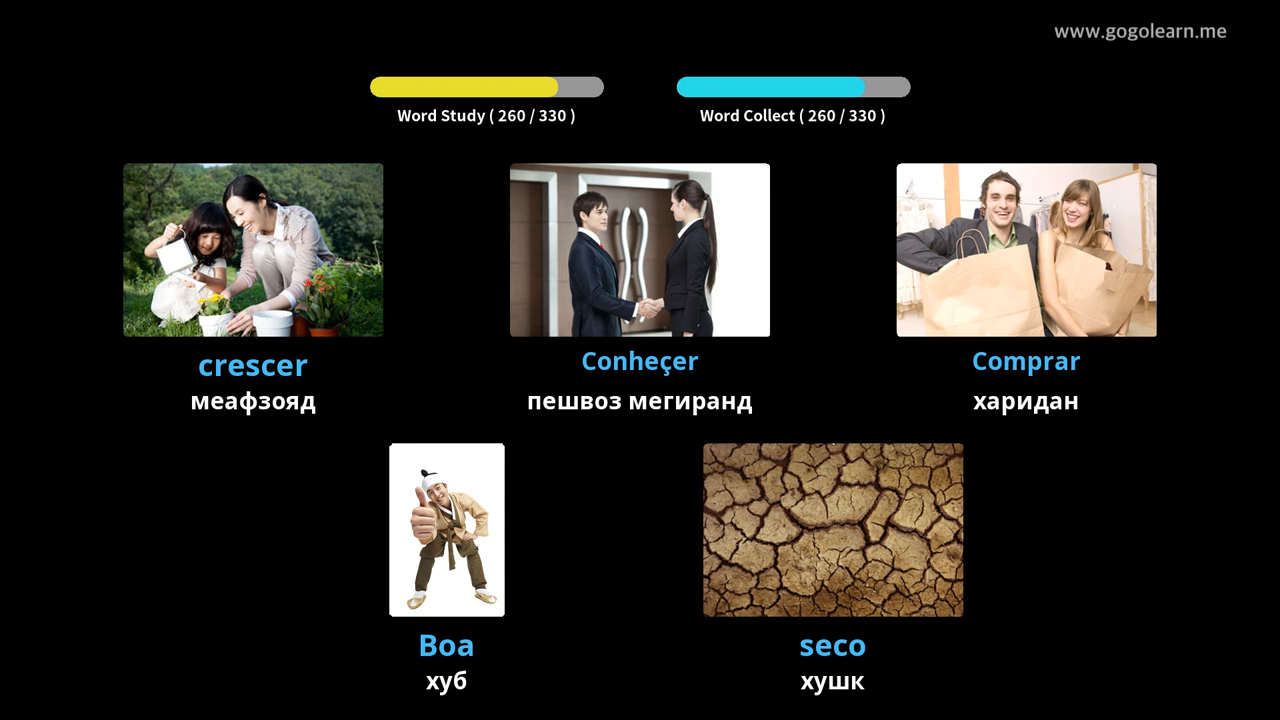 www.gogolearn.me
Word Study ( 260 / 330 )
Word Collect ( 260 / 330 )
crescer
меафзояд
Conheçer
пешвоз мегиранд
Comprar
харидан
Boa
хуб
seco
хушк